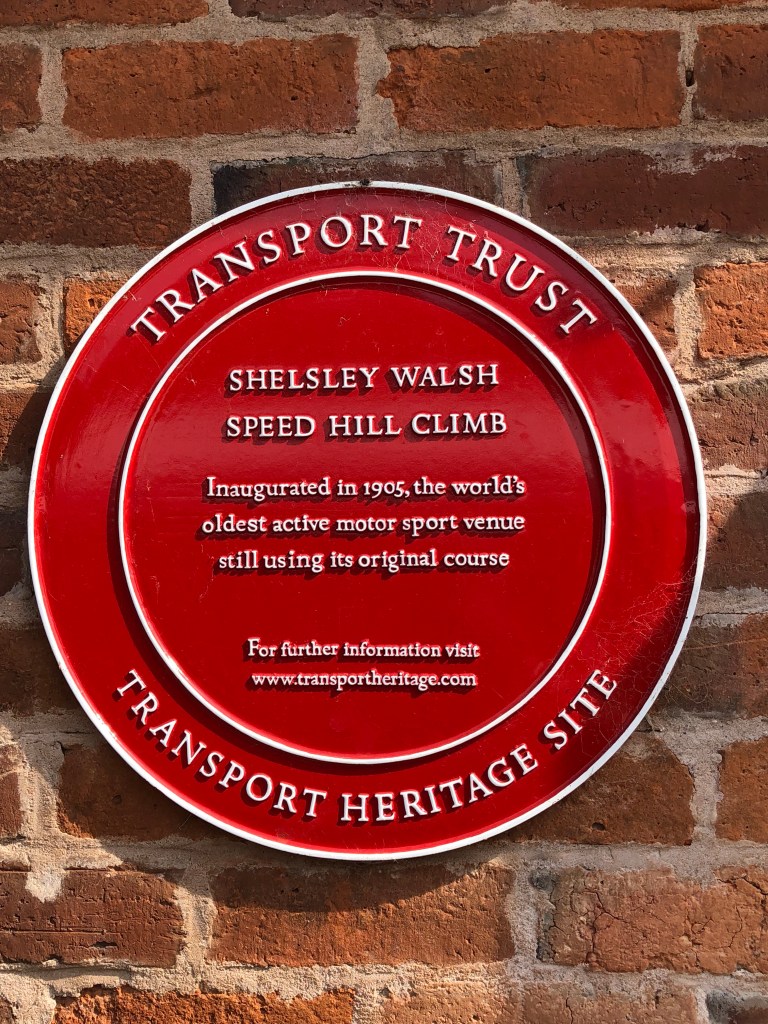 TRANSPORT TRUST
SHELSLEY WALSH
SPEED HILL CLIMB
Inaugurated in 1905, the world's
oldest active motor sport venue
still using its original course
For further information visit
www.transportheritage.com
TRANSPORT HERITAGE SITE